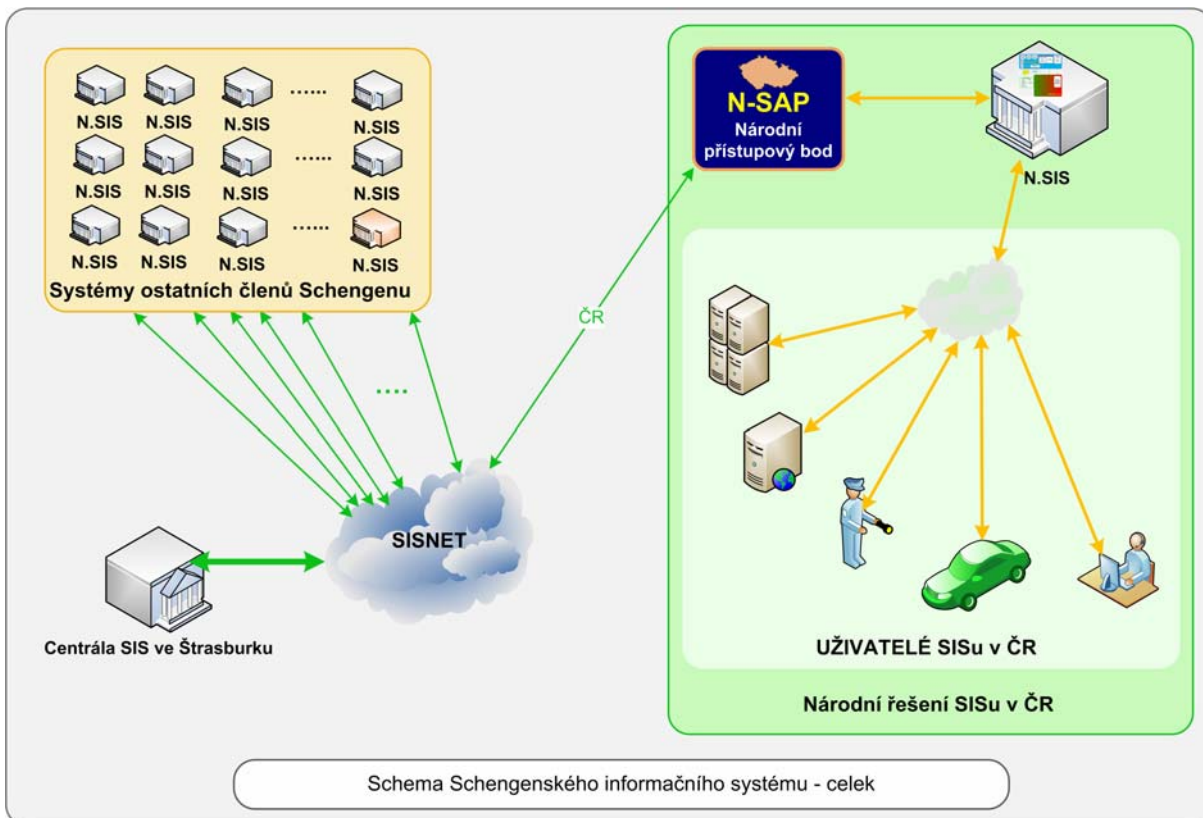 N.SIS N.SIS N.SIS ...... N.SIS
N.SIS N.SIS N.SIS ...... N.SIS
N.SIS N.SIS N.SIS ...... N.SIS
Systémy ostatních členů Schengenu
N-SAP
Národní
přístupový bod
N.SIS
ČR
....
SISNET
Centrála SIS ve Štrasburku
UŽIVATELÉ SISu v ČR
Národní řešení SISu v ČR
Schema Schengenského informačního systému - celek